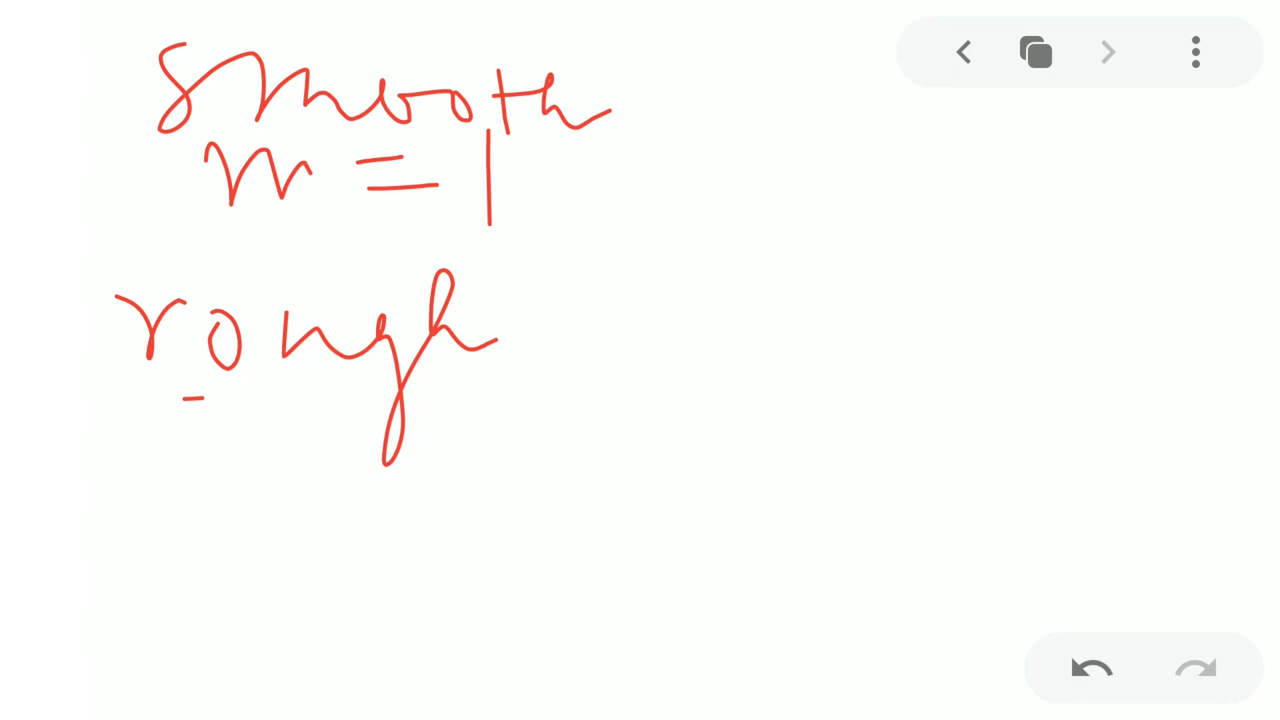 smooth
m = 1
rough
-